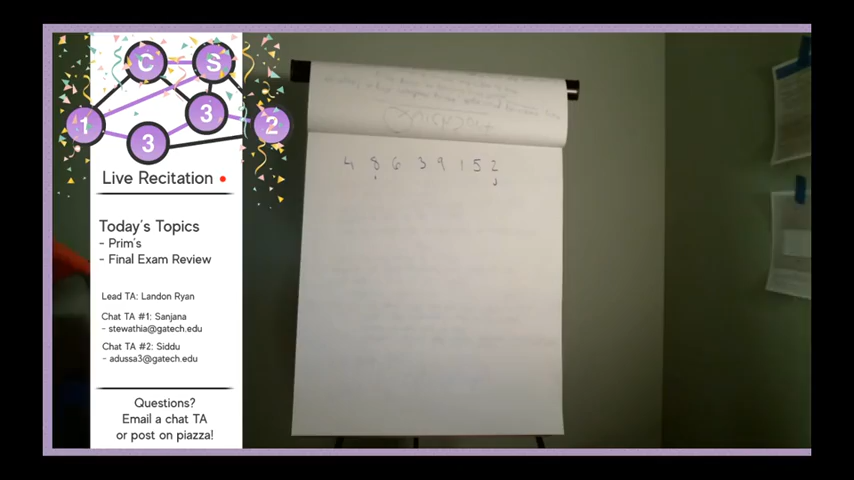 C S
1 3 3 2
Live Recitation
Today's Topics
- Prim's
- Final Exam Review
Lead TA: Landon Ryan
Chat TA #1: Sanjana
- stewathia@gatech.edu
Chat TA #2: Siddu
- adussa3@gatech.edu
Questions?
Email a chat TA
or post on piazza!
4 8 6 3 9 1 5 2
j